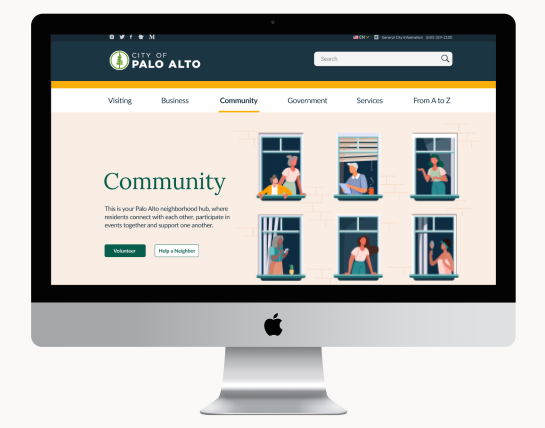 EN
General City Information (650) 329-2100
CITY OF
PALO ALTO
Search
Visiting Business Community Government Services From A to Z
Community
This is your Palo Alto neighborhood hub, where
residents connect with each other, participate in
events together and support one another.
Volunteer Help a Neighbor